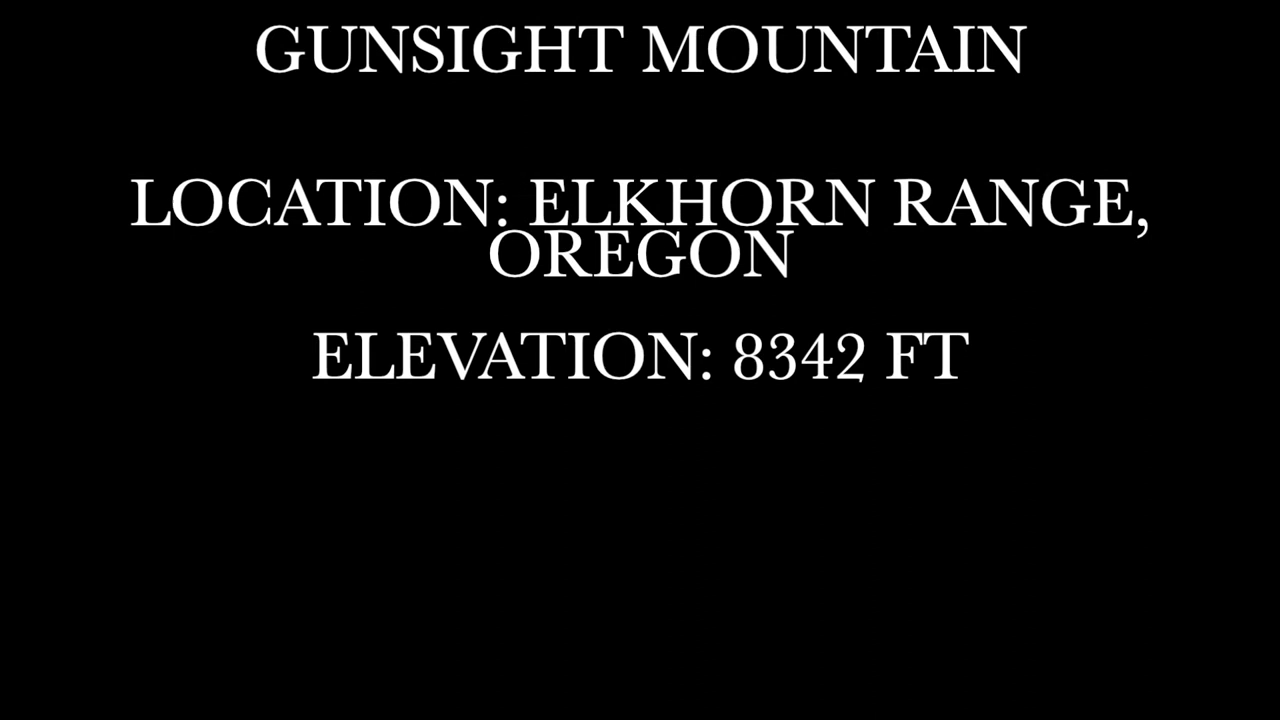 GUNSIGHT MOUNTAIN
LOCATION: ELKHORN RANGE,
OREGON
ELEVATION: 8342 FT